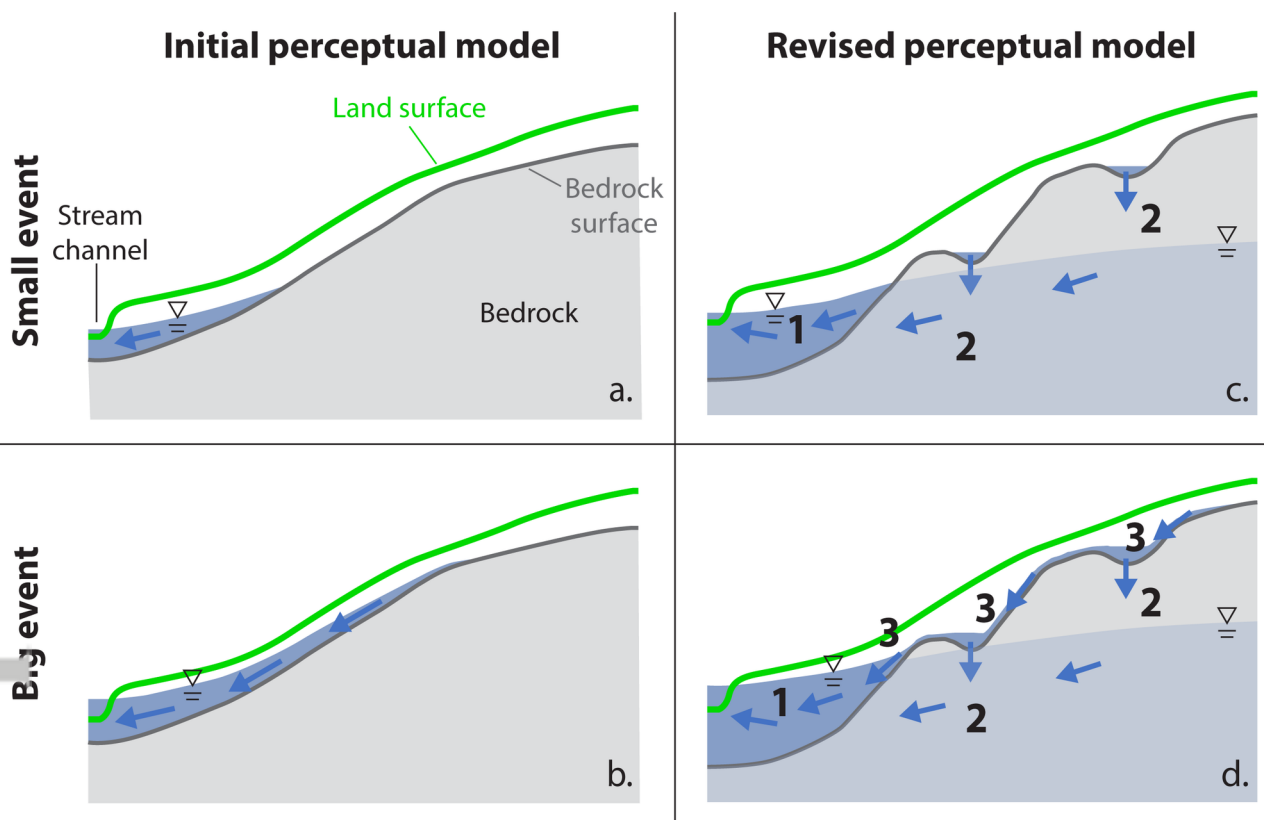 Initial perceptual model
Revised perceptual model
Small event
Land surface
Bedrock
surface
Stream
channel
Bedrock
a.
1
2
2
c.
Big event
b.
1
2
2
3
3
3
d.